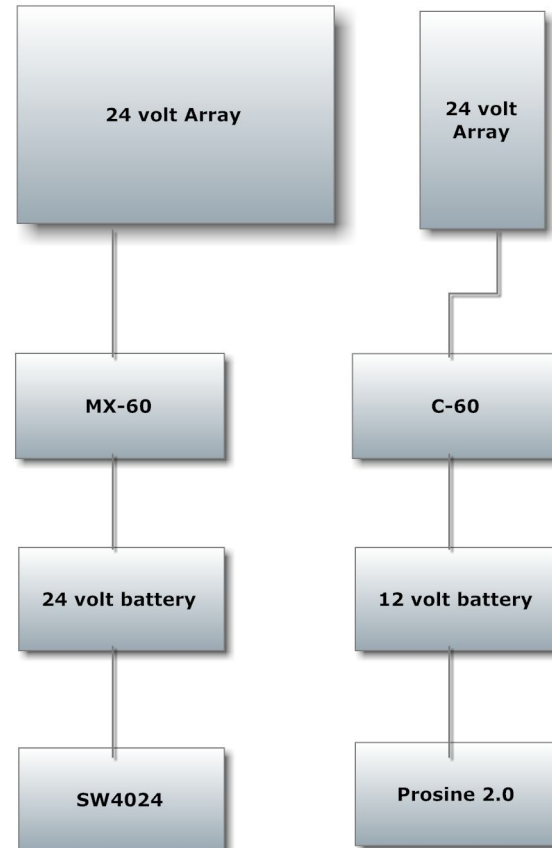 24 volt Array
24 volt
Array
MX-60
C-60
24 volt battery
12 volt battery
SW4024
Prosine 2.0